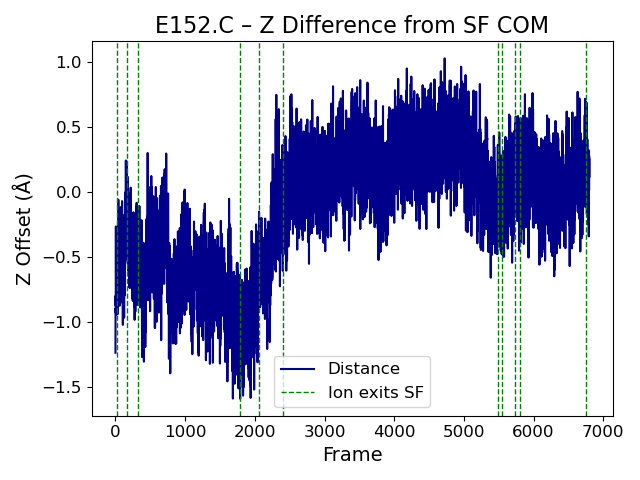 E152.C – Z Difference from SF COM
1.0
0.5
0.0
−0.5
−1.0
−1.5
Z Offset (Å)
Distance
Ion exits SF
0 1000 2000 3000 4000 5000 6000 7000
Frame